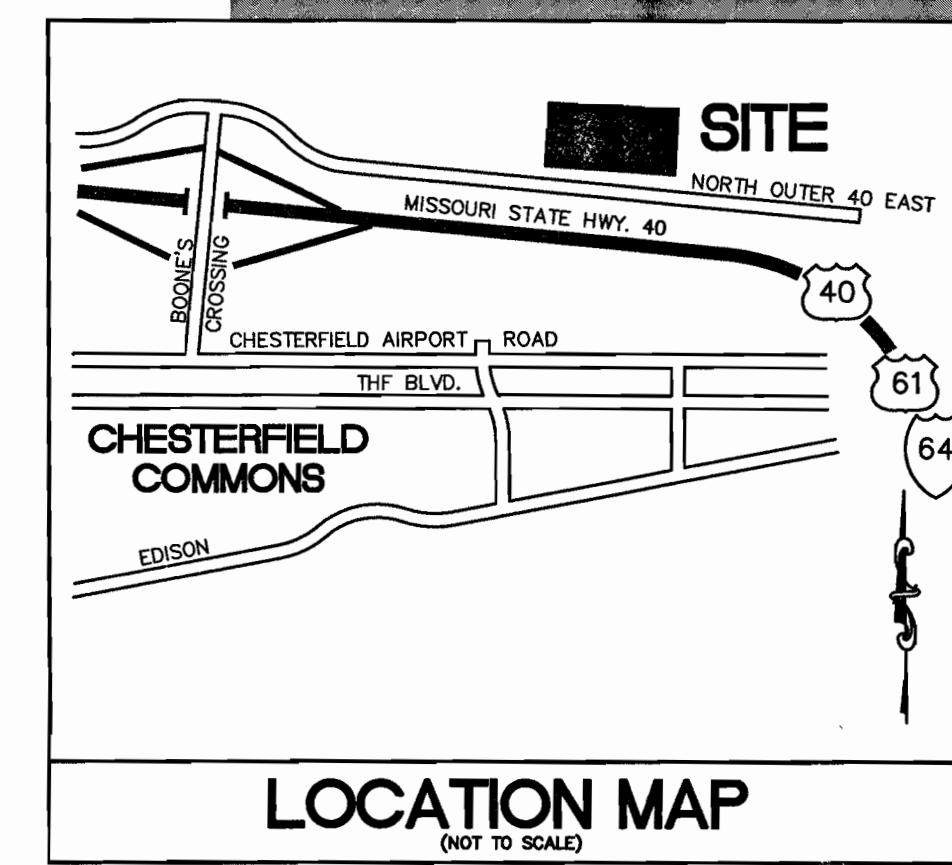 SITE
NORTH OUTER 40 EAST
MISSOURI STATE HWY. 40
BOONE'S
CROSSING
40
CHESTERFIELD AIRPORT ROAD
61
THF BLVD.
64
CHESTERFIELD
COMMONS
EDISON
LOCATION MAP
(NOT TO SCALE)